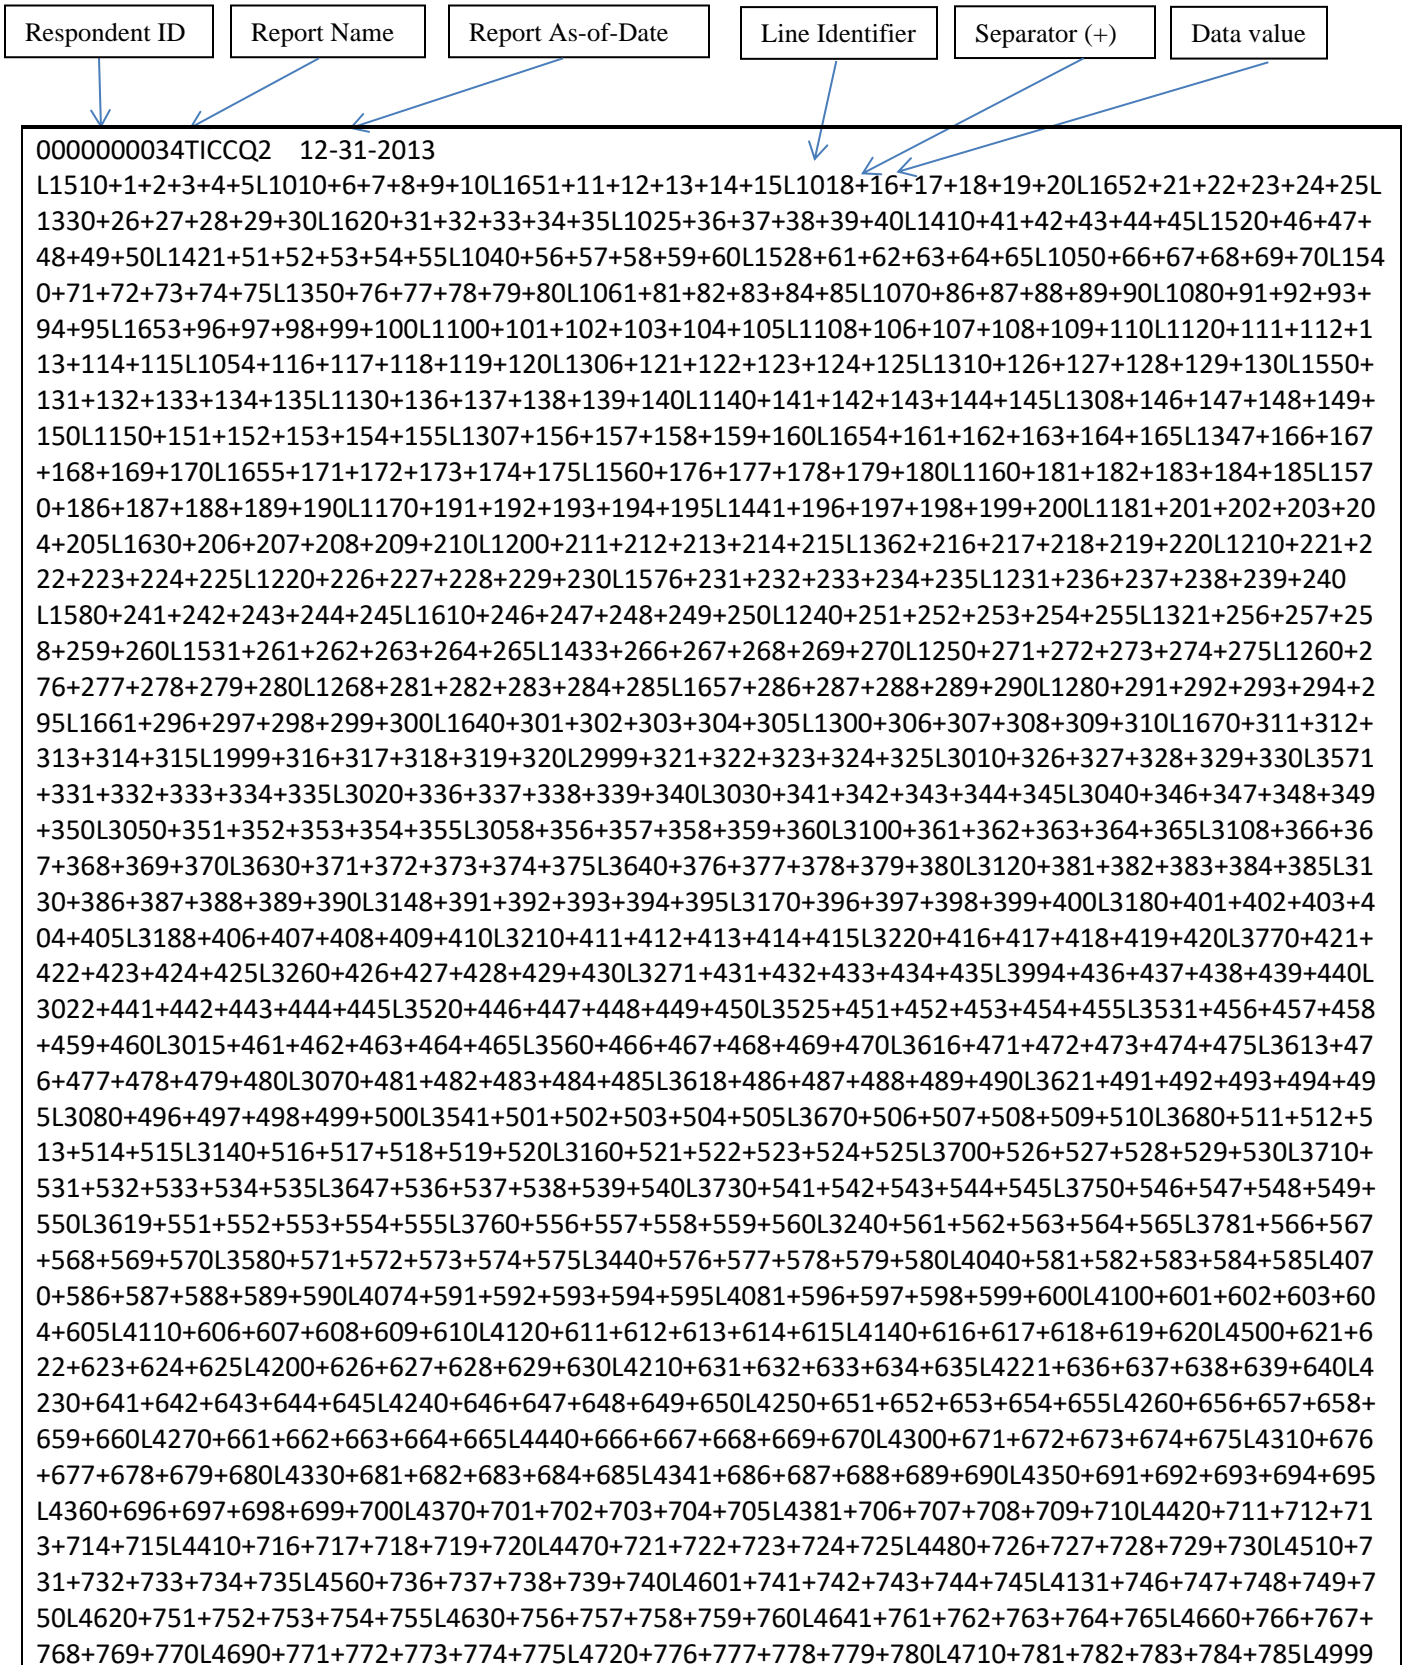 Respondent ID
Report Name
Report As-of-Date
Line Identifier
Separator (+)
Data value
0000000034TICCQ2    12-31-2013
L1510+1+2+3+4+5L1010+6+7+8+9+10L1651+11+12+13+14+15L1018+16+17+18+19+20L1652+21+22+23+24+25L
1330+26+27+28+29+30L1620+31+32+33+34+35L1025+36+37+38+39+40L1410+41+42+43+44+45L1520+46+47+
48+49+50L1421+51+52+53+54+55L1040+56+57+58+59+60L1528+61+62+63+64+65L1050+66+67+68+69+70L154
0+71+72+73+74+75L1350+76+77+78+79+80L1061+81+82+83+84+85L1070+86+87+88+89+90L1080+91+92+93+
94+95L1653+96+97+98+99+100L1100+101+102+103+104+105L1108+106+107+108+109+110L1120+111+112+1
13+114+115L1054+116+117+118+119+120L1306+121+122+123+124+125L1310+126+127+128+129+130L1550+
131+132+133+134+135L1130+136+137+138+139+140L1140+141+142+143+144+145L1308+146+147+148+149+
150L1150+151+152+153+154+155L1307+156+157+158+159+160L1654+161+162+163+164+165L1347+166+167
+168+169+170L1655+171+172+173+174+175L1560+176+177+178+179+180L1160+181+182+183+184+185L157
0+186+187+188+189+190L1170+191+192+193+194+195L1441+196+197+198+199+200L1181+201+202+203+20
4+205L1630+206+207+208+209+210L1200+211+212+213+214+215L1362+216+217+218+219+220L1210+221+2
22+223+224+225L1220+226+227+228+229+230L1576+231+232+233+234+235L1231+236+237+238+239+240
L1580+241+242+243+244+245L1610+246+247+248+249+250L1240+251+252+253+254+255L1321+256+257+25
8+259+260L1531+261+262+263+264+265L1433+266+267+268+269+270L1250+271+272+273+274+275L1260+2
76+277+278+279+280L1268+281+282+283+284+285L1657+286+287+288+289+290L1280+291+292+293+294+2
95L1661+296+297+298+299+300L1640+301+302+303+304+305L1300+306+307+308+309+310L1670+311+312+
313+314+315L1999+316+317+318+319+320L2999+321+322+323+324+325L3010+326+327+328+329+330L3571
+331+332+333+334+335L3020+336+337+338+339+340L3030+341+342+343+344+345L3040+346+347+348+349
+350L3050+351+352+353+354+355L3058+356+357+358+359+360L3100+361+362+363+364+365L3108+366+36
7+368+369+370L3630+371+372+373+374+375L3640+376+377+378+379+380L3120+381+382+383+384+385L31
30+386+387+388+389+390L3148+391+392+393+394+395L3170+396+397+398+399+400L3180+401+402+403+4
04+405L3188+406+407+408+409+410L3210+411+412+413+414+415L3220+416+417+418+419+420L3770+421+
422+423+424+425L3260+426+427+428+429+430L3271+431+432+433+434+435L3994+436+437+438+439+440L
3022+441+442+443+444+445L3520+446+447+448+449+450L3525+451+452+453+454+455L3531+456+457+458
+459+460L3015+461+462+463+464+465L3560+466+467+468+469+470L3616+471+472+473+474+475L3613+47
6+477+478+479+480L3070+481+482+483+484+485L3618+486+487+488+489+490L3621+491+492+493+494+49
5L3080+496+497+498+499+500L3541+501+502+503+504+505L3670+506+507+508+509+510L3680+511+512+5
13+514+515L3140+516+517+518+519+520L3160+521+522+523+524+525L3700+526+527+528+529+530L3710+
531+532+533+534+535L3647+536+537+538+539+540L3730+541+542+543+544+545L3750+546+547+548+549+
550L3619+551+552+553+554+555L3760+556+557+558+559+560L3240+561+562+563+564+565L3781+566+567
+568+569+570L3580+571+572+573+574+575L3440+576+577+578+579+580L4040+581+582+583+584+585L407
0+586+587+588+589+590L4074+591+592+593+594+595L4081+596+597+598+599+600L4100+601+602+603+60
4+605L4110+606+607+608+609+610L4120+611+612+613+614+615L4140+616+617+618+619+620L4500+621+6
22+623+624+625L4200+626+627+628+629+630L4210+631+632+633+634+635L4221+636+637+638+639+640L4
230+641+642+643+644+645L4240+646+647+648+649+650L4250+651+652+653+654+655L4260+656+657+658+
659+660L4270+661+662+663+664+665L4440+666+667+668+669+670L4300+671+672+673+674+675L4310+676
+677+678+679+680L4330+681+682+683+684+685L4341+686+687+688+689+690L4350+691+692+693+694+695
L4360+696+697+698+699+700L4370+701+702+703+704+705L4381+706+707+708+709+710L4420+711+712+71
3+714+715L4410+716+717+718+719+720L4470+721+722+723+724+725L4480+726+727+728+729+730L4510+7
31+732+733+734+735L4560+736+737+738+739+740L4601+741+742+743+744+745L4131+746+747+748+749+7
50L4620+751+752+753+754+755L4630+756+757+758+759+760L4641+761+762+763+764+765L4660+766+767+
768+769+770L4690+771+772+773+774+775L4720+776+777+778+779+780L4710+781+782+783+784+785L4999